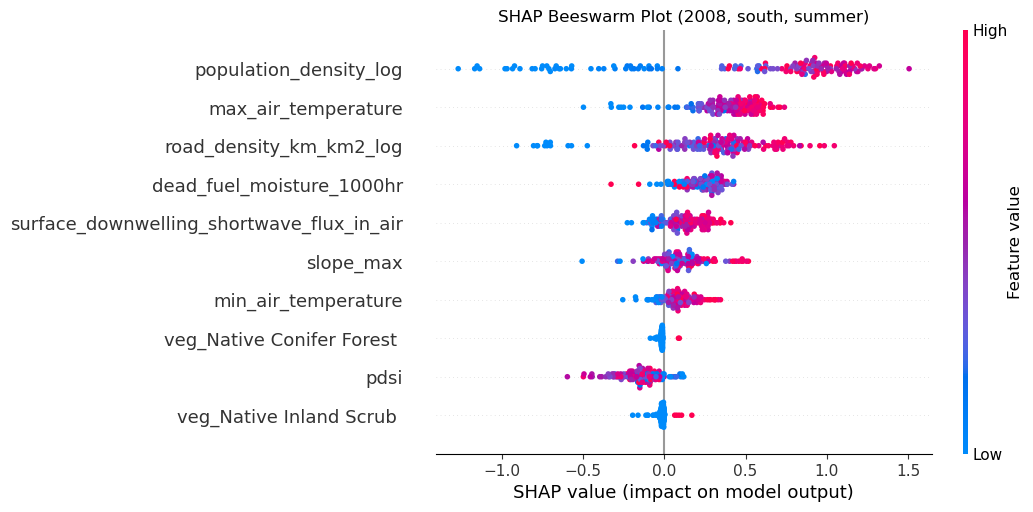 SHAP Beeswarm Plot (2008, south, summer)
High
population_density_log
max_air_temperature
road_density_km_km2_log
dead_fuel_moisture_1000hr
surface_downwelling_shortwave_flux_in_air
slope_max
min_air_temperature
veg_Native Conifer Forest
pdsi
veg_Native Inland Scrub
Feature value
Low
−1.0 −0.5 0.0 0.5 1.0 1.5
SHAP value (impact on model output)